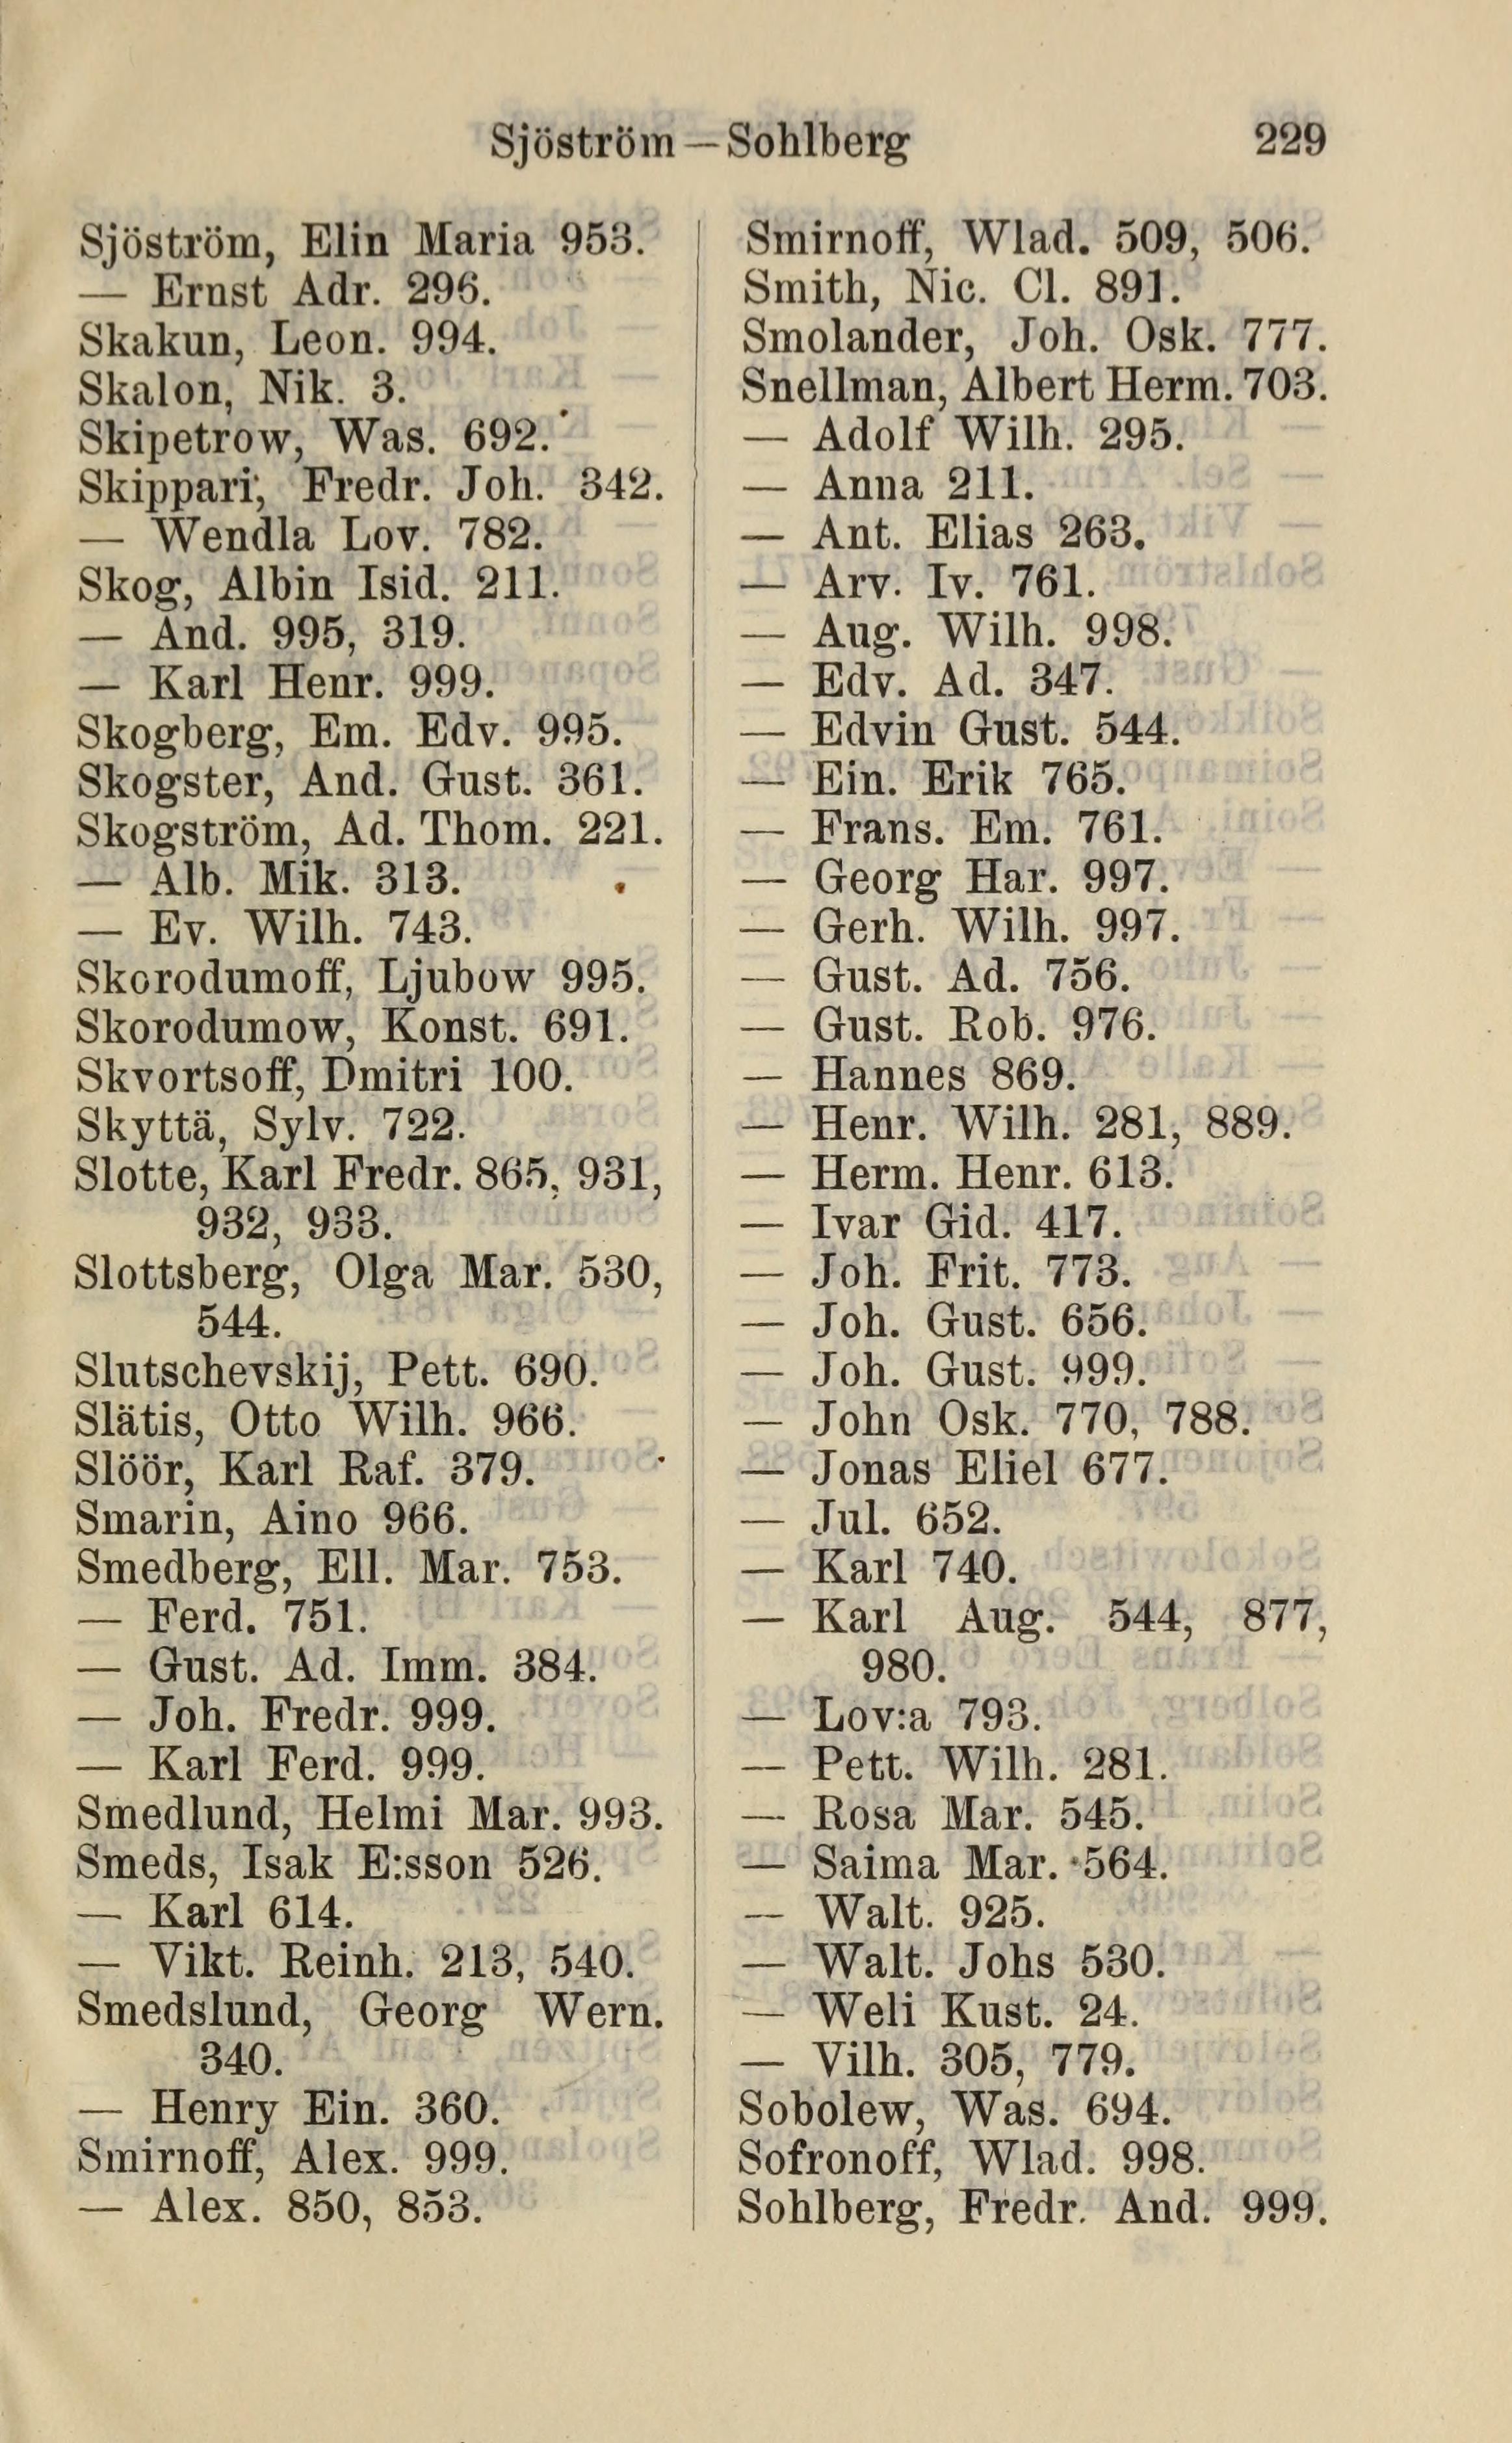 Sjöström—Sohlberg 229
Sjöström, Elin Maria 953.
— Ernst Adr. 296.
Skakun, Leon. 994.
Skalon, Nik. 3.
Skipetrow, Was. 692.
Skippari, Fredr. Joh. 342.
— Wendla Lov. 782.
Skog, Albin Isid. 211.
— And. 995, 319.
— Karl Henr. 999.
Skogberg, Em. Edv. 995.
Skogster, And. Gust. 361.
Skogström, Ad. Thom. 221.
— Alb. Mik. 313.
— Ev. Wilh. 743.
Skorodumoff, Ljubow 995.
Skorodumow, Konst. 691.
Skvortsoff, Dmitri 100.
Skyttä, Sylv. 722.
Slotte, Karl Fredr. 865, 931,
932, 933.
Slottsberg, Olga Mar. 530,
544.
Slutschevskij, Pett. 690.
Slätis, Otto Wilh. 966.
Slöör, Karl Raf. 379.
Smarin, Aino 966.
Smedberg, Ell. Mar. 753.
— Ferd. 751.
— Gust. Ad. Imm. 384.
— Joh. Fredr. 999.
— Karl Ferd. 999.
Smedlund, Helmi Mar. 993.
Smeds, Isak E:sson 526.
— Karl 614.
— Vikt. Reinh. 213, 540.
Smedslund, Georg Wern.
340.
— Henry Ein. 360.
Smirnoff, Alex. 999.
— Alex. 850, 853.
Smirnoff, Wlad. 509, 506.
Smith, Nic. Cl. 891.
Smolander, Joh. Osk. 777.
Snellman, Albert Herm. 703.
— Adolf Wilh. 295.
— Anna 211.
— Ant. Elias 263.
— Arv. Iv. 761.
— Aug. Wilh. 998.
— Edv. Ad. 347.
— Edvin Gust. 544.
— Ein. Erik 765.
— Frans. Em. 761.
— Georg Har. 997.
— Gerh. Wilh. 997.
— Gust. Ad. 756.
— Gust. Rob. 976.
— Hannes 869.
— Henr. Wilh. 281, 889.
— Herm. Henr. 613.
— Ivar Gid. 417.
— Joh. Frit. 773.
— Joh. Gust. 656.
— Joh. Gust. 999.
— John Osk. 770, 788.
— Jonas Eliel 677.
— Jul. 652.
— Karl 740.
— Karl Aug. 544, 877,
980.
— Lov:a 793.
— Pett. Wilh. 281.
— Rosa Mar. 545.
— Saima Mar. 564.
— Walt. 925.
— Walt. Johs 530.
— Weli Kust. 24.
— Vilh. 305, 779.
Sobolew, Was. 694.
Sofronoff, Wlad. 998.
Sohlberg, Fredr. And. 999.